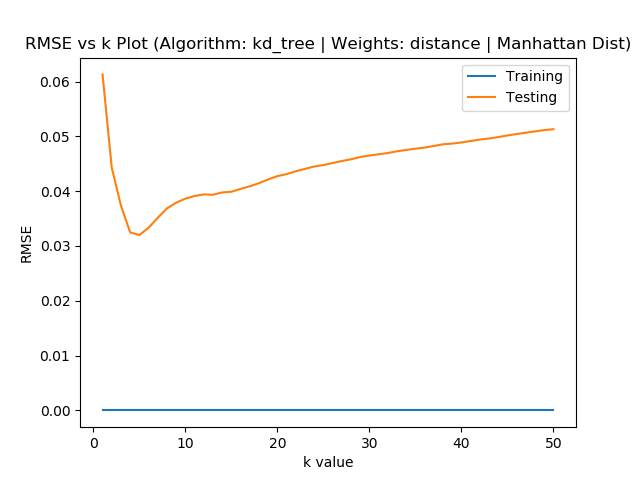 RMSE vs k Plot (Algorithm: kd_tree | Weights: distance | Manhattan Dist)
Training
Testing
0.06
0.05
0.04
0.03
0.02
0.01
0.00
RMSE
0 10 20 30 40 50
k value